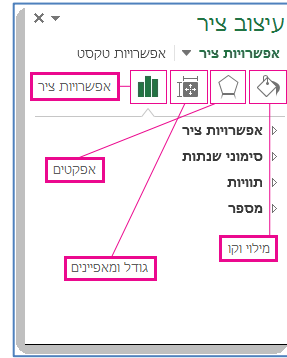 עיצוב ציר
אפשרויות ציר אפשרויות טקסט
אפשרויות ציר
אפשרויות ציר
סימוני שנתות
אפקטים
תוויות
מספר
מילוי וקו
גודל ומאפיינים